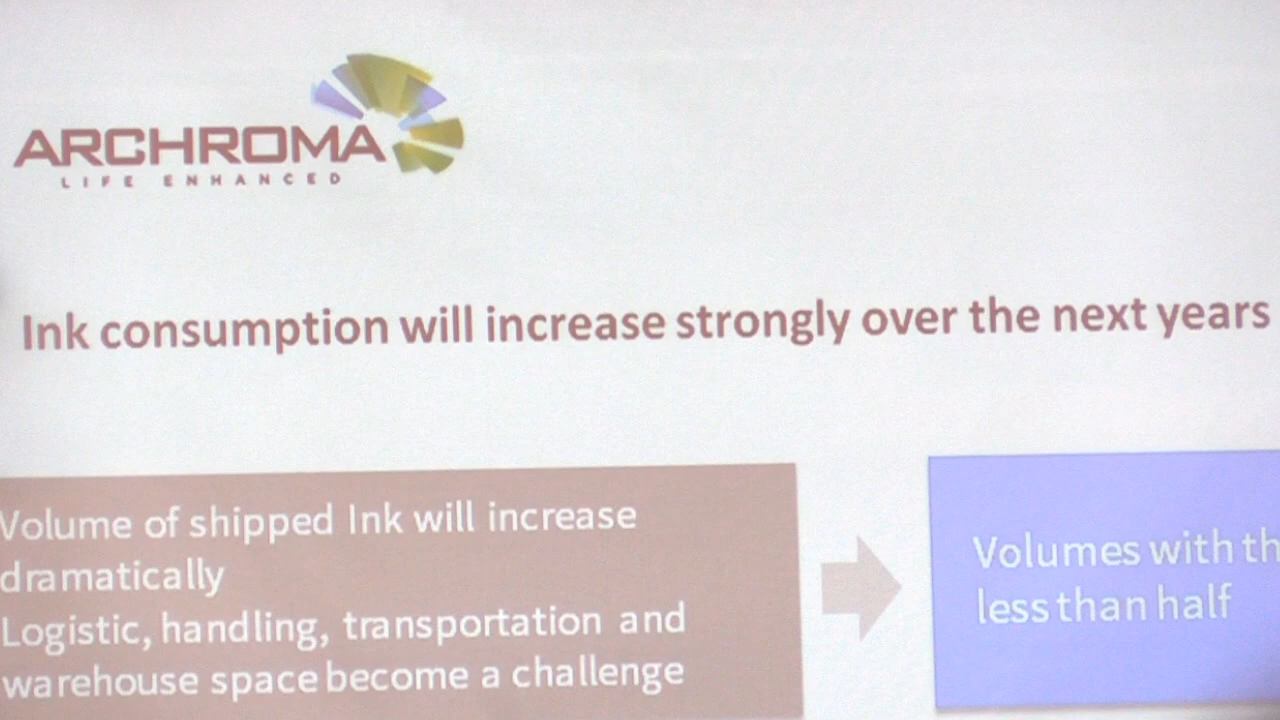 ARCHROMA
LIFE ENHANCED
Ink consumption will increase strongly over the next years
Volume of shipped Ink will increase
dramatically
Logistic, handling, transportation and
warehouse space become a challenge
Volumes with
less than half